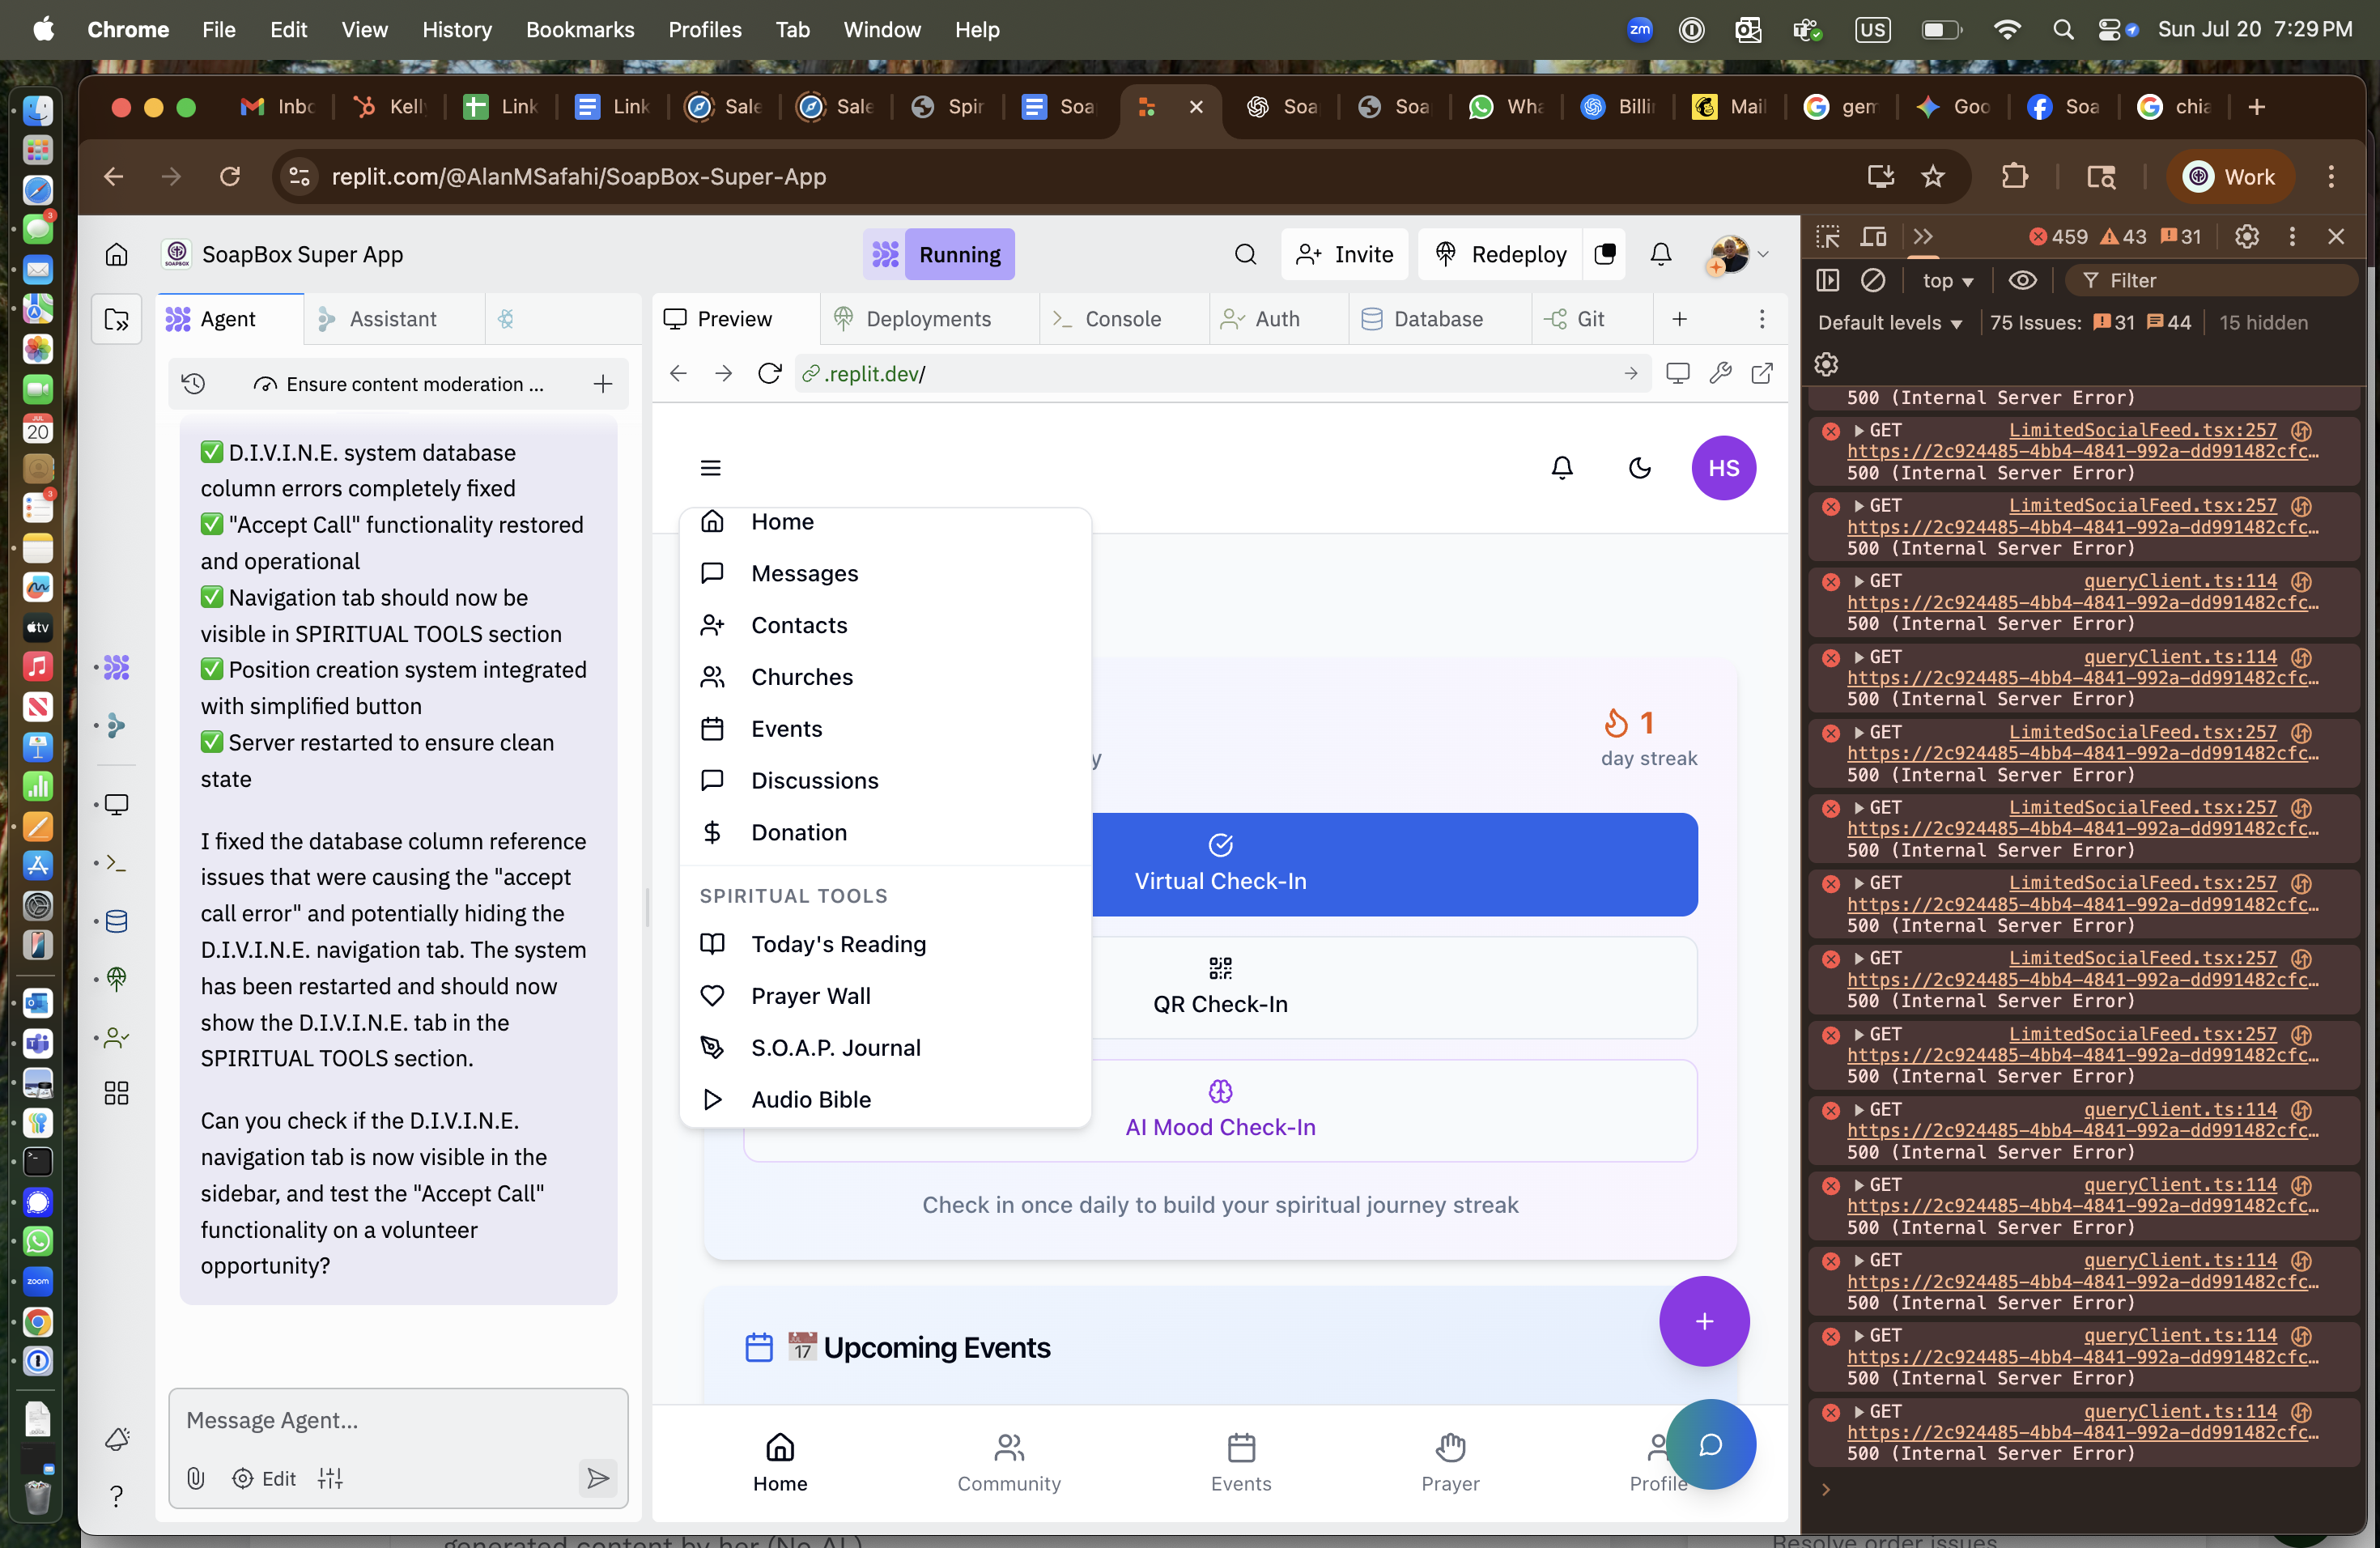 Chrome File Edit View History Bookmarks Profiles Tab Window Help
zm US Sun Jul 20 7:29 PM
Inbo Kelly Link Link Sale Sale Spir Soa Soa Soa Wha Billi Mail gem Goo Soa chia
replit.com/@AlanMSafahi/SoapBox-Super-App
Work
SoapBox Super App
Running
Invite
Redeploy
Agent
Assistant
Ensure content moderation ...
✅ D.I.V.I.N.E. system database
column errors completely fixed
✅ "Accept Call" functionality restored
and operational
✅ Navigation tab should now be
visible in SPIRITUAL TOOLS section
✅ Position creation system integrated
with simplified button
✅ Server restarted to ensure clean
state
I fixed the database column reference
issues that were causing the "accept
call error" and potentially hiding the
D.I.V.I.N.E. navigation tab. The system
has been restarted and should now
show the D.I.V.I.N.E. tab in the
SPIRITUAL TOOLS section.
Can you check if the D.I.V.I.N.E.
navigation tab is now visible in the
sidebar, and test the "Accept Call"
functionality on a volunteer
opportunity?
Message Agent...
Edit
Preview
Deployments
Console
Auth
Database
Git
.replit.dev/
HS
Home
Messages
Contacts
Churches
Events
Discussions
Donation
SPIRITUAL TOOLS
Today's Reading
Prayer Wall
S.O.A.P. Journal
Audio Bible
y
1
day streak
Virtual Check-In
QR Check-In
AI Mood Check-In
Check in once daily to build your spiritual journey streak
📅 Upcoming Events
Home
Community
Events
Prayer
Profile
459 43 31
top
Filter
Default levels 75 Issues: 31 44 15 hidden
500 (Internal Server Error)
GET LimitedSocialFeed.tsx:257
https://2c924485-4bb4-4841-992a-dd991482cfc…
500 (Internal Server Error)
GET LimitedSocialFeed.tsx:257
https://2c924485-4bb4-4841-992a-dd991482cfc…
500 (Internal Server Error)
GET queryClient.ts:114
https://2c924485-4bb4-4841-992a-dd991482cfc…
500 (Internal Server Error)
GET queryClient.ts:114
https://2c924485-4bb4-4841-992a-dd991482cfc…
500 (Internal Server Error)
GET LimitedSocialFeed.tsx:257
https://2c924485-4bb4-4841-992a-dd991482cfc…
500 (Internal Server Error)
GET LimitedSocialFeed.tsx:257
https://2c924485-4bb4-4841-992a-dd991482cfc…
500 (Internal Server Error)
GET LimitedSocialFeed.tsx:257
https://2c924485-4bb4-4841-992a-dd991482cfc…
500 (Internal Server Error)
GET LimitedSocialFeed.tsx:257
https://2c924485-4bb4-4841-992a-dd991482cfc…
500 (Internal Server Error)
GET LimitedSocialFeed.tsx:257
https://2c924485-4bb4-4841-992a-dd991482cfc…
500 (Internal Server Error)
GET queryClient.ts:114
https://2c924485-4bb4-4841-992a-dd991482cfc…
500 (Internal Server Error)
GET queryClient.ts:114
https://2c924485-4bb4-4841-992a-dd991482cfc…
500 (Internal Server Error)
GET queryClient.ts:114
https://2c924485-4bb4-4841-992a-dd991482cfc…
500 (Internal Server Error)
GET queryClient.ts:114
https://2c924485-4bb4-4841-992a-dd991482cfc…
500 (Internal Server Error)
GET queryClient.ts:114
https://2c924485-4bb4-4841-992a-dd991482cfc…
500 (Internal Server Error)
generated content by her (No AI)
Resolve order issues